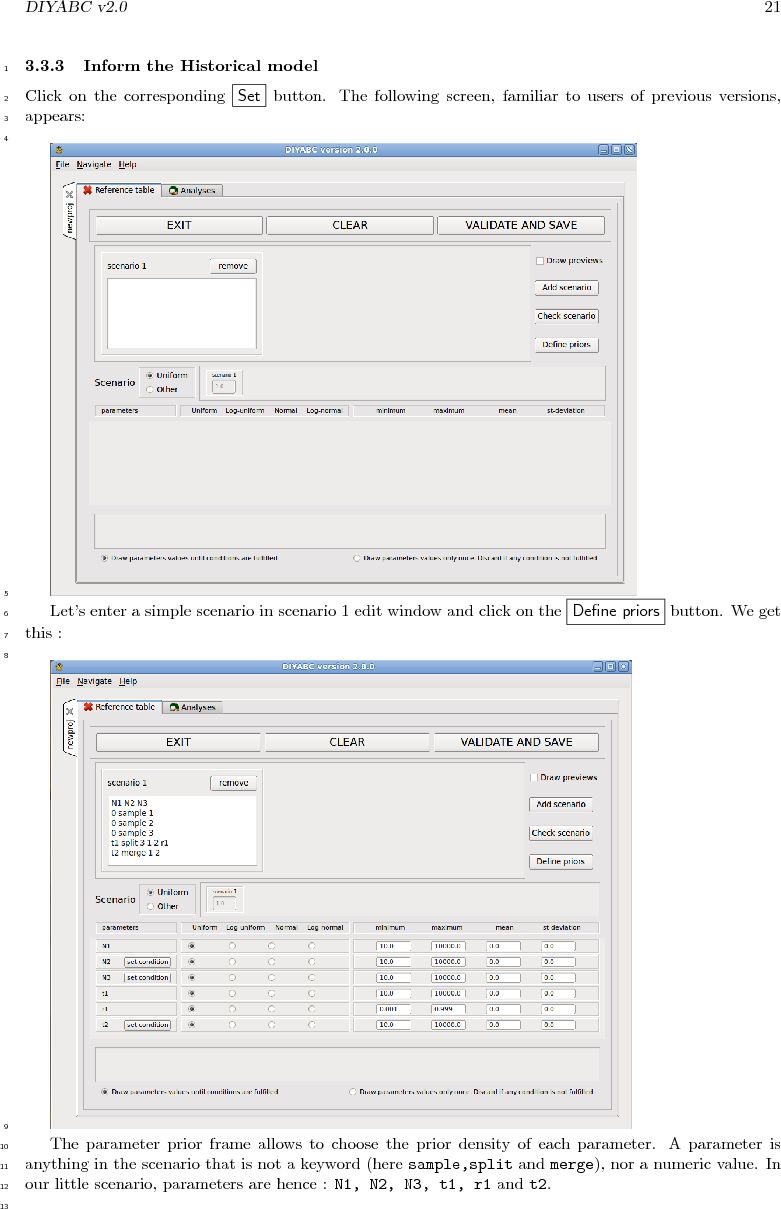 DIYABC v2.0 21
1 3.3.3 Inform the Historical model
2 Click on the corresponding Set button. The following screen, familiar to users of previous versions,
3 appears:
4
DIYABC version 2.0.0
File Navigate Help
newproj
Reference table Analyses
EXIT CLEAR VALIDATE AND SAVE
scenario 1 remove
Draw previews
Add scenario
Check scenario
Define priors
Scenario Uniform Other
scenario 1
1.0
parameters Uniform Log-uniform Normal Log-normal minimum maximum mean st-deviation
Draw parameters values until conditions are fulfilled Draw parameters values only once. Discard if any condition is not fulfilled
5
6 Let's enter a simple scenario in scenario 1 edit window and click on the Define priors button. We get
7 this :
8
DIYABC version 2.0.0
File Navigate Help
newproj
Reference table Analyses
EXIT CLEAR VALIDATE AND SAVE
scenario 1 remove
N1 N2 N3
0 sample 1
0 sample 2
0 sample 3
t1 split 3 1 2 r1
t2 merge 1 2
Draw previews
Add scenario
Check scenario
Define priors
Scenario Uniform Other
scenario 1
1.0
parameters Uniform Log-uniform Normal Log-normal minimum maximum mean st-deviation
N1 10.0 10000.0 0.0 0.0
N2 set condition 10.0 10000.0 0.0 0.0
N3 set condition 10.0 10000.0 0.0 0.0
t1 10.0 10000.0 0.0 0.0
r1 0.001 0.999 0.0 0.0
t2 set condition 10.0 10000.0 0.0 0.0
Draw parameters values until conditions are fulfilled Draw parameters values only once. Discard if any condition is not fulfilled
9
10 The parameter prior frame allows to choose the prior density of each parameter. A parameter is
11 anything in the scenario that is not a keyword (here sample,split and merge), nor a numeric value. In
12 our little scenario, parameters are hence : N1, N2, N3, t1, r1 and t2.
13